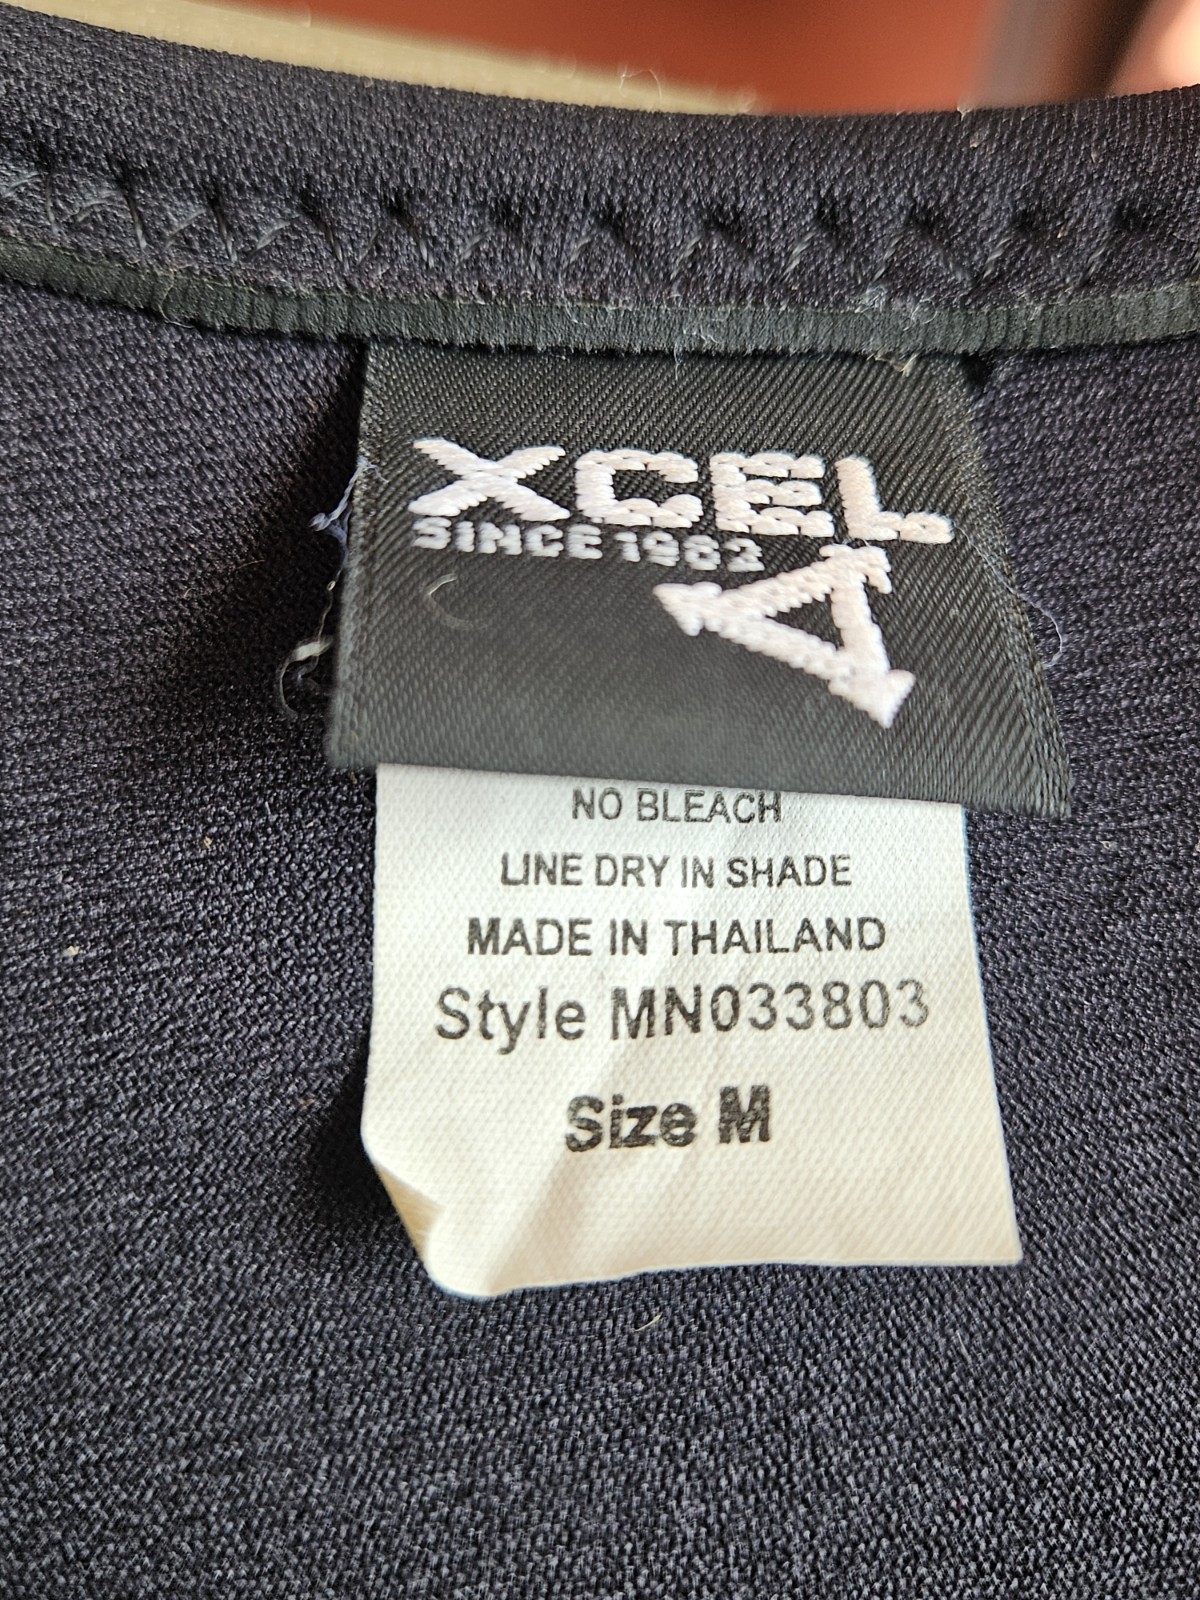 XCEL
SINCE 1982
NO BLEACH
LINE DRY IN SHADE
MADE IN THAILAND
Style MN033803
Size M